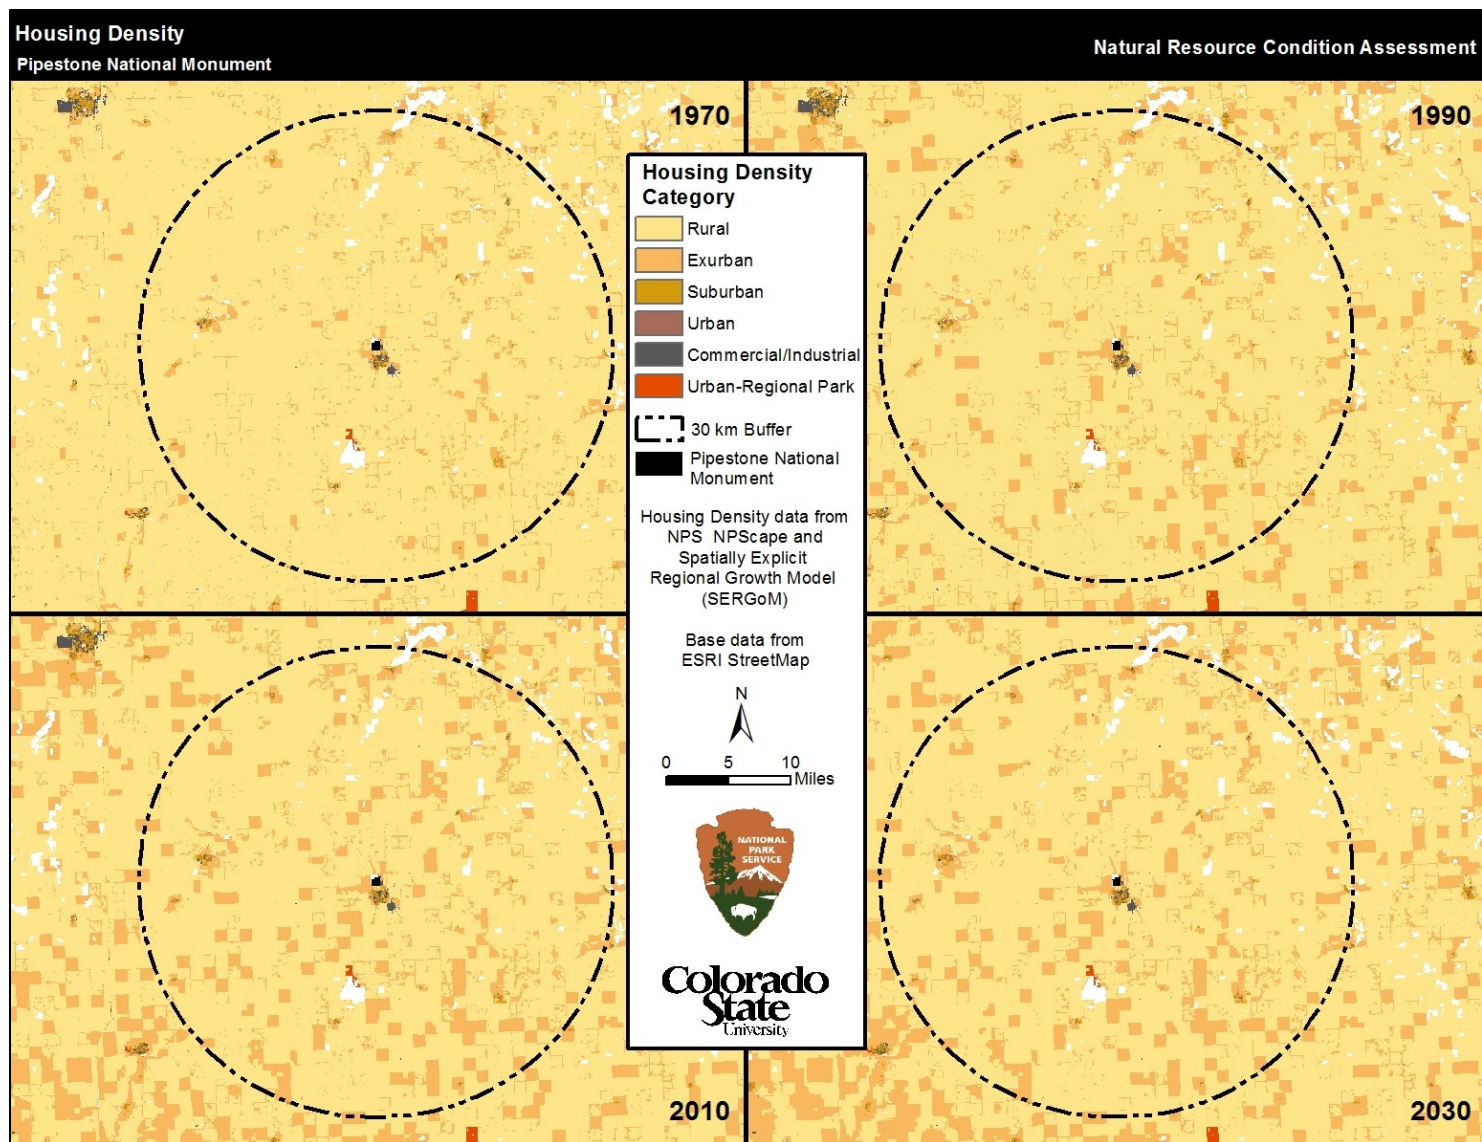 Housing Density
Pipestone National Monument
Natural Resource Condition Assessment
1970
1990
Housing Density
Category
Rural
Exurban
Suburban
Urban
Commercial/Industrial
Urban-Regional Park
30 km Buffer
Pipestone National
Monument
Housing Density data from
NPS NPScape and
Spatially Explicit
Regional Growth Model
(SERGoM)
Base data from
ESRI StreetMap
N
0 5 10
Miles
NATIONAL
PARK
SERVICE
Colorado
State
University
2010
2030